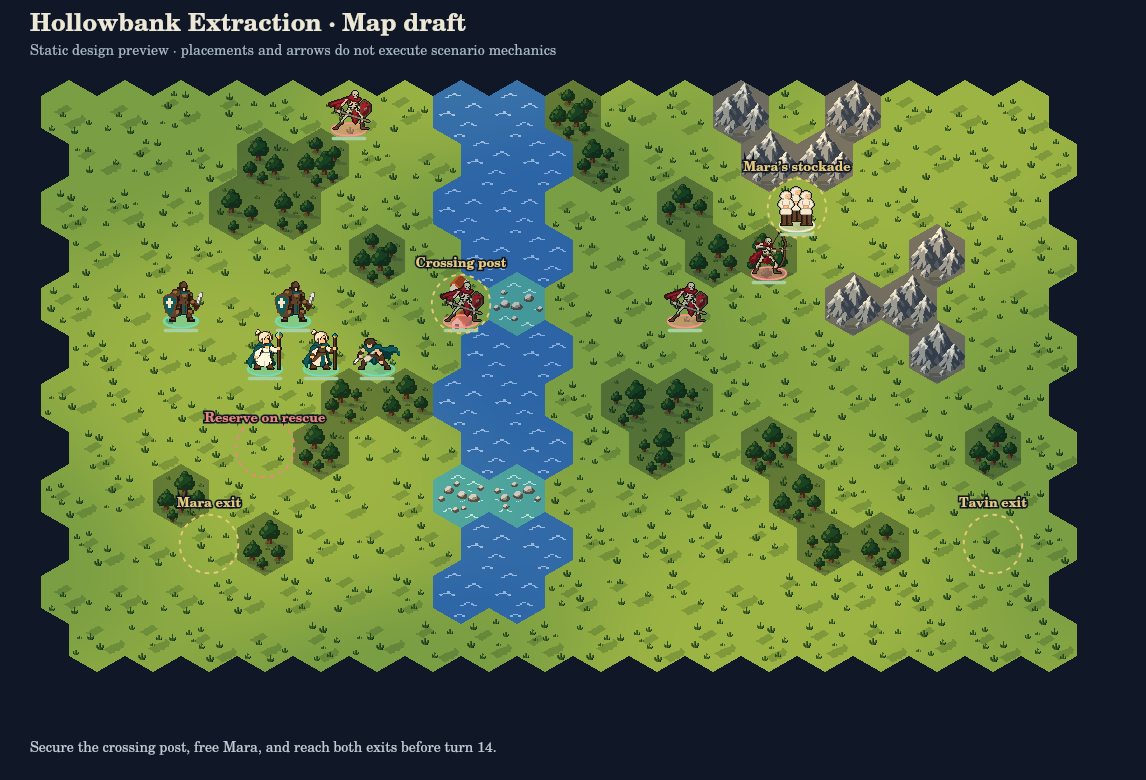 Hollowbank Extraction · Map draft
Static design preview · placements and arrows do not execute scenario mechanics
Mara's stockade
Crossing post
Reserve on rescue
Mara exit
Tavin exit
Secure the crossing post, free Mara, and reach both exits before turn 14.